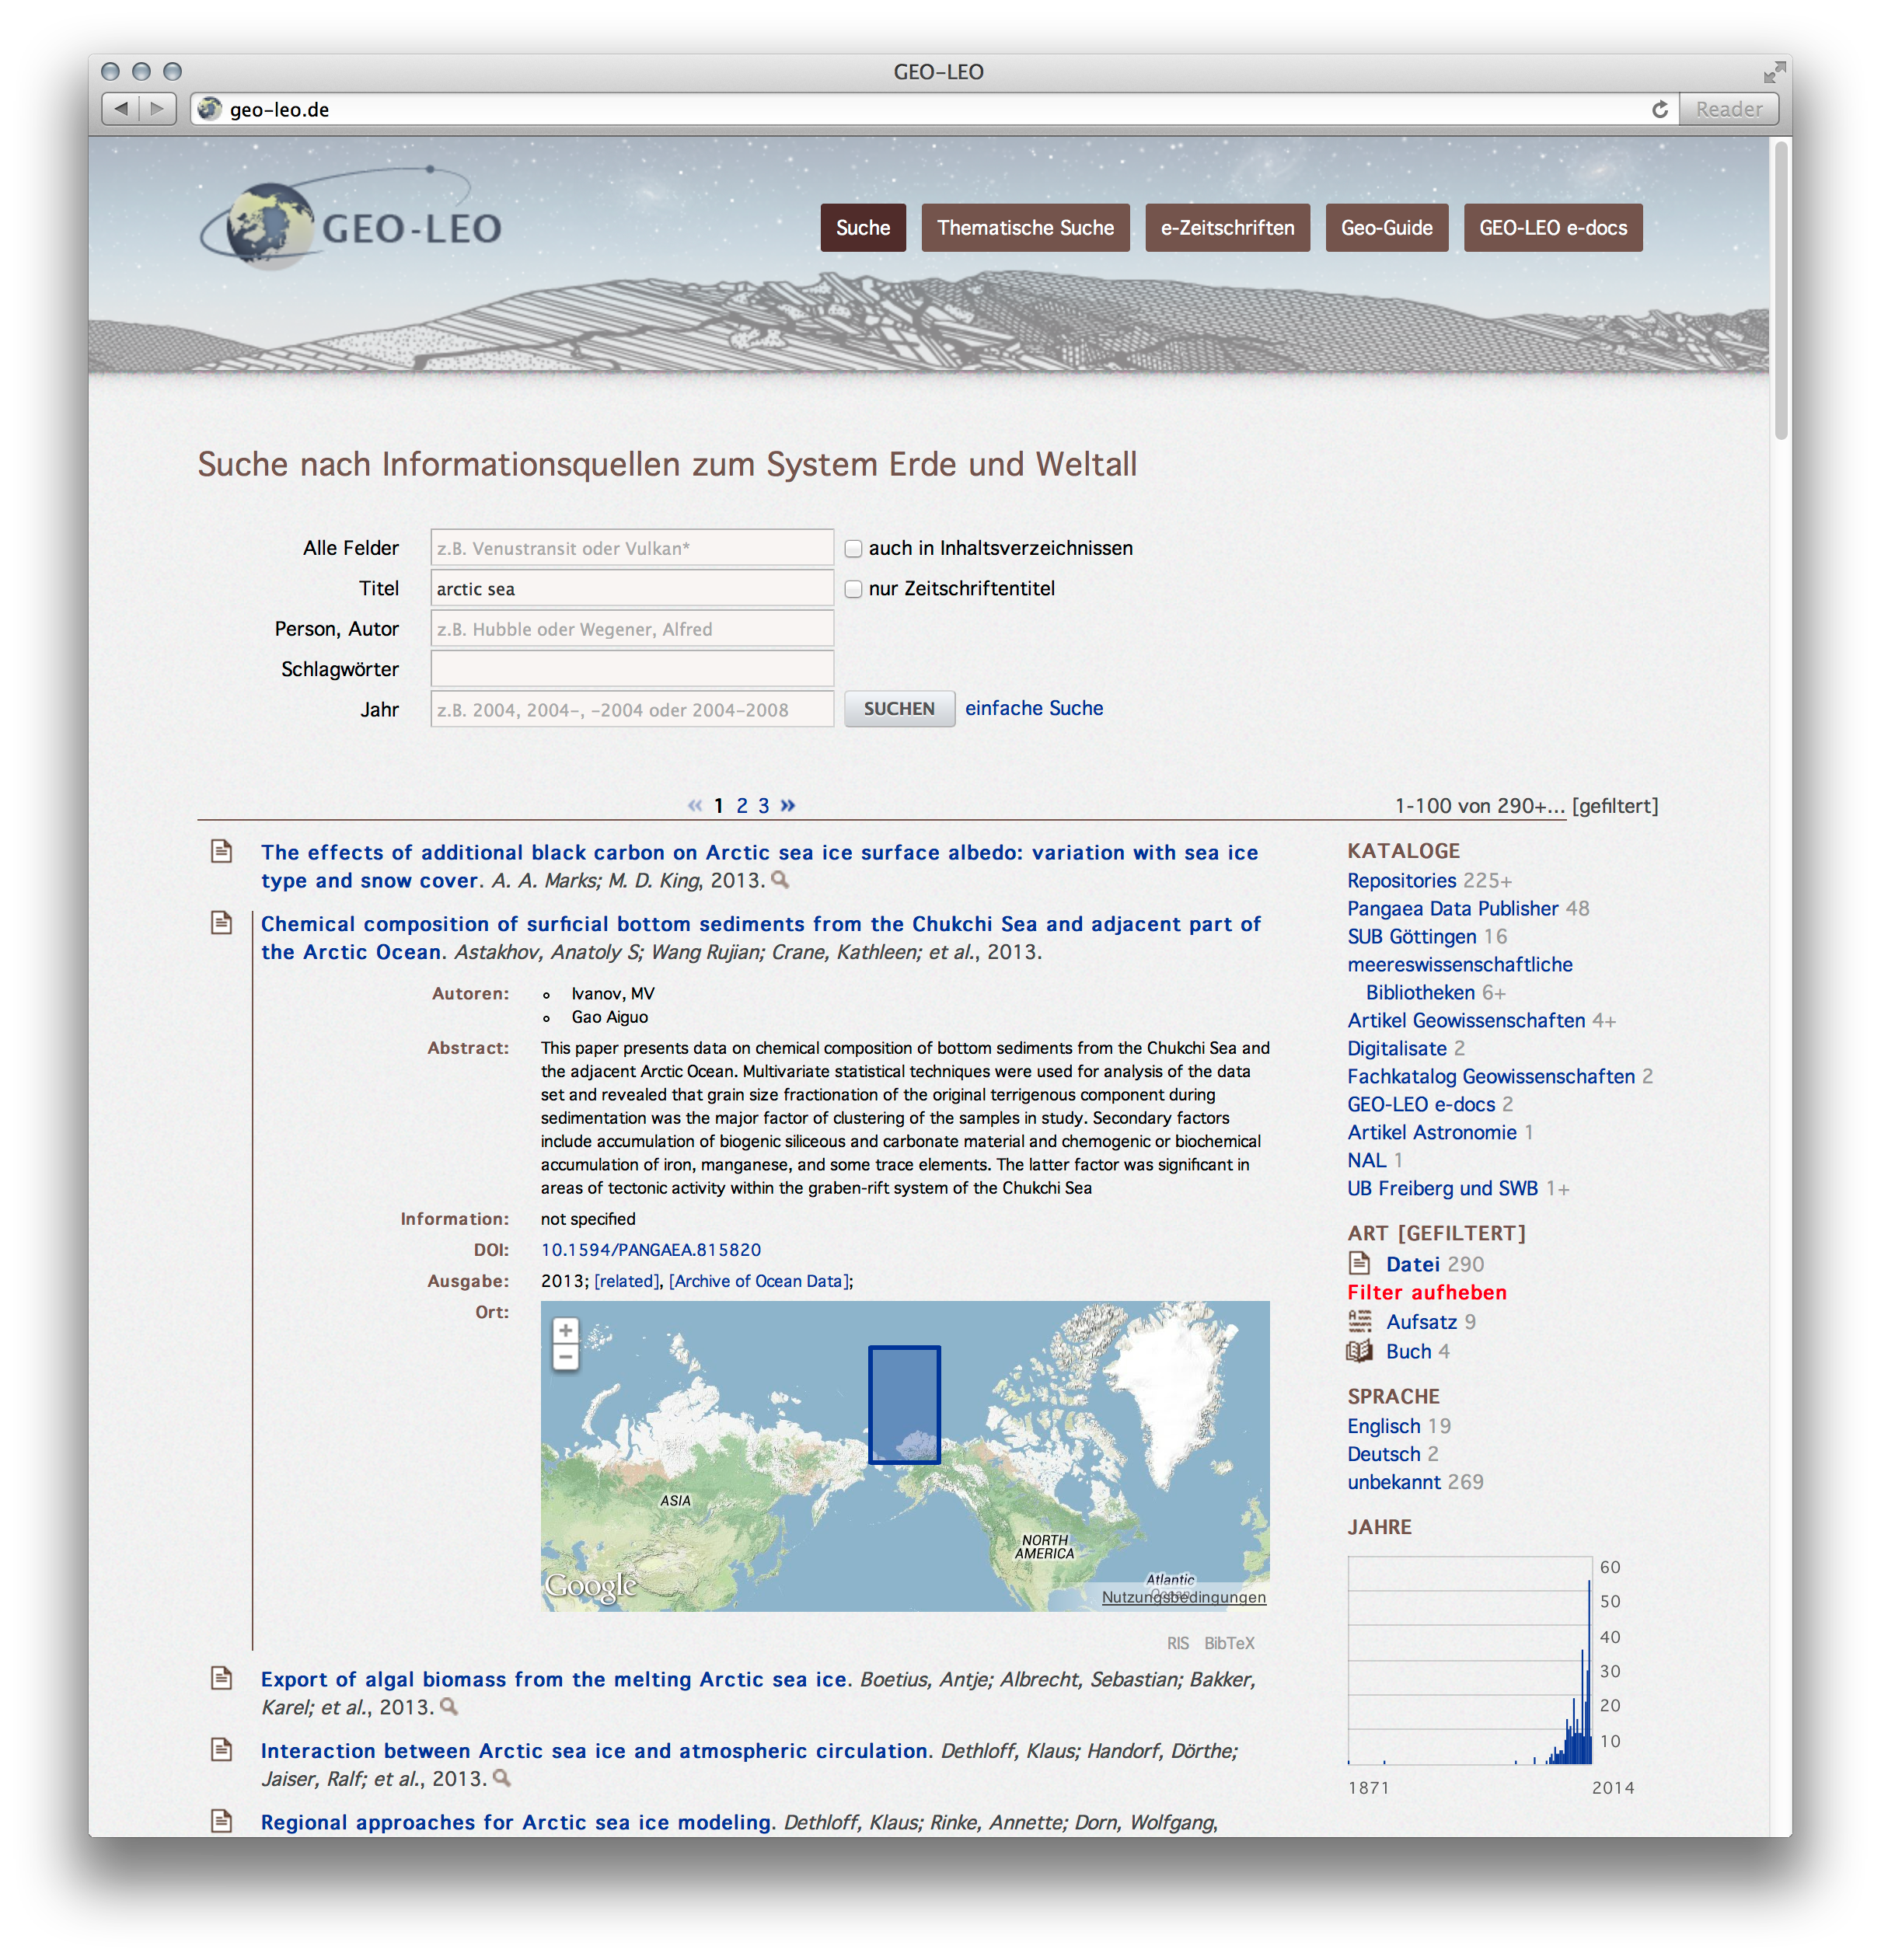 GEO-LEO
geo-leo.de
Reader
GEO-LEO
Suche
Thematische Suche
e-Zeitschriften
Geo-Guide
GEO-LEO e-docs
Suche nach Informationsquellen zum System Erde und Weltall
Alle Felder
z.B. Venustransit oder Vulkan*
auch in Inhaltsverzeichnissen
Titel
arctic sea
nur Zeitschriftentitel
Person, Autor
z.B. Hubble oder Wegener, Alfred
Schlagwörter
Jahr
z.B. 2004, 2004-, -2004 oder 2004-2008
SUCHEN
einfache Suche
« 1 2 3 »
1-100 von 290+... [gefiltert]
The effects of additional black carbon on Arctic sea ice surface albedo: variation with sea ice
type and snow cover. A. A. Marks; M. D. King, 2013.
Chemical composition of surficial bottom sediments from the Chukchi Sea and adjacent part of
the Arctic Ocean. Astakhov, Anatoly S; Wang Rujian; Crane, Kathleen; et al., 2013.
Autoren:
Ivanov, MV
Gao Aiguo
Abstract:
This paper presents data on chemical composition of bottom sediments from the Chukchi Sea and
the adjacent Arctic Ocean. Multivariate statistical techniques were used for analysis of the data
set and revealed that grain size fractionation of the original terrigenous component during
sedimentation was the major factor of clustering of the samples in study. Secondary factors
include accumulation of biogenic siliceous and carbonate material and chemogenic or biochemical
accumulation of iron, manganese, and some trace elements. The latter factor was significant in
areas of tectonic activity within the graben-rift system of the Chukchi Sea
Information:
not specified
DOI:
10.1594/PANGAEA.815820
Ausgabe:
2013; [related], [Archive of Ocean Data];
Ort:
+
−
ASIA
NORTH
AMERICA
Atlantic
Ocean
Google
Nutzungsbedingungen
RIS BibTeX
Export of algal biomass from the melting Arctic sea ice. Boetius, Antje; Albrecht, Sebastian; Bakker,
Karel; et al., 2013.
Interaction between Arctic sea ice and atmospheric circulation. Dethloff, Klaus; Handorf, Dörthe;
Jaiser, Ralf; et al., 2013.
Regional approaches for Arctic sea ice modeling. Dethloff, Klaus; Rinke, Annette; Dorn, Wolfgang,
KATALOGE
Repositories 225+
Pangaea Data Publisher 48
SUB Göttingen 16
meereswissenschaftliche
Bibliotheken 6+
Artikel Geowissenschaften 4+
Digitalisate 2
Fachkatalog Geowissenschaften 2
GEO-LEO e-docs 2
Artikel Astronomie 1
NAL 1
UB Freiberg und SWB 1+
ART [GEFILTERT]
Datei 290
Filter aufheben
Aufsatz 9
Buch 4
SPRACHE
Englisch 19
Deutsch 2
unbekannt 269
JAHRE
60
50
40
30
20
10
1871
2014